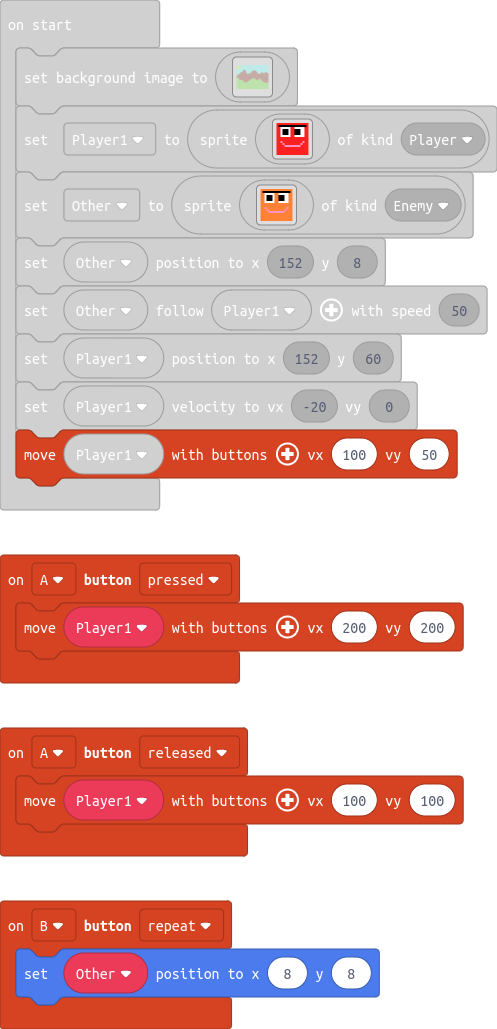 on start
set background image to
set Player1 to sprite of kind Player
set Other to sprite of kind Enemy
set Other position to x 152 y 8
set Other follow Player1 with speed 50
set Player1 position to x 152 y 60
set Player1 velocity to vx -20 vy 0
move Player1 with buttons vx 100 vy 50
on A button pressed
move Player1 with buttons vx 200 vy 200
on A button released
move Player1 with buttons vx 100 vy 100
on B button repeat
set Other position to x 8 y 8